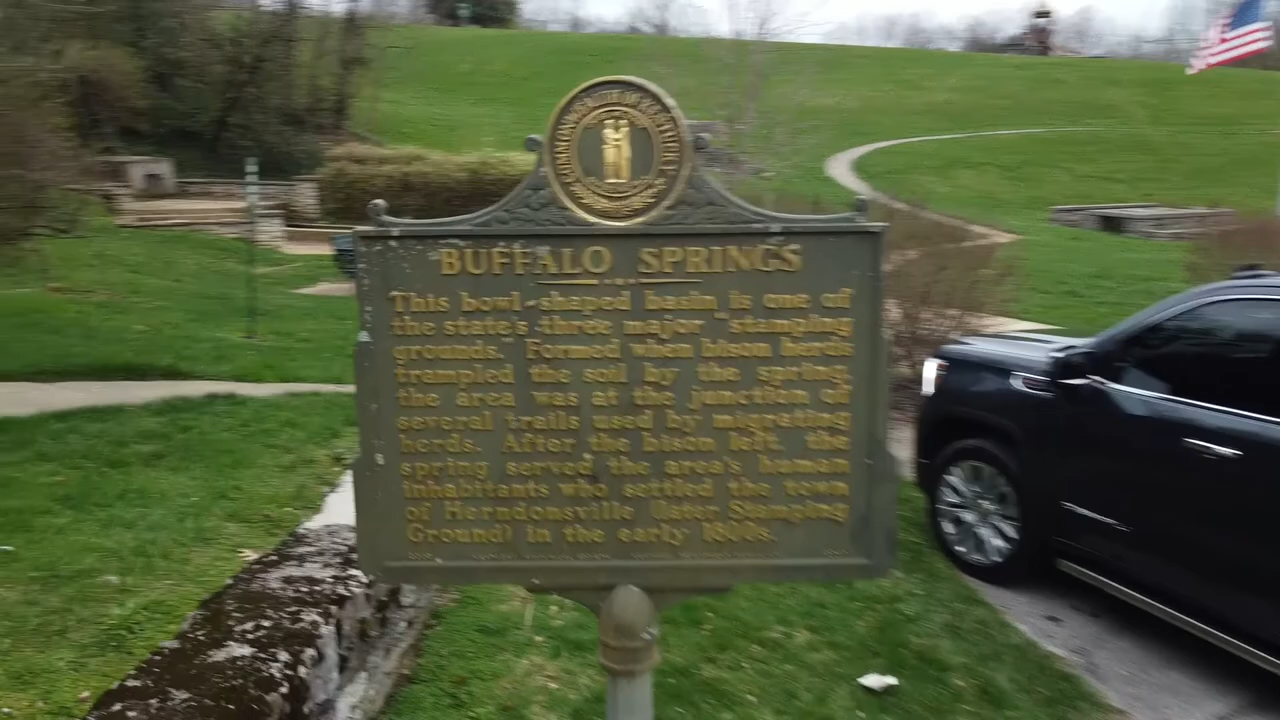 COMMONWEALTH OF KENTUCKY
BUFFALO SPRINGS
This bowl-shaped basin is one of
the state's three major "stamping
grounds." Formed when bison herds
trampled the soil by the spring,
the area was at the junction of
several trails used by migrating
herds. After the bison left, the
spring served the area's human
inhabitants who settled the town
of Herndonsville (later Stamping
Ground) in the early 1800s.